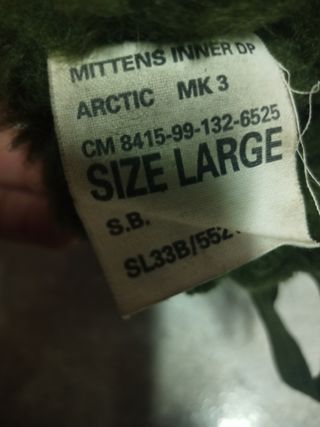 MITTENS INNER DP
ARCTIC MK 3
CM 8415-99-132-6525
SIZE LARGE
S.B.